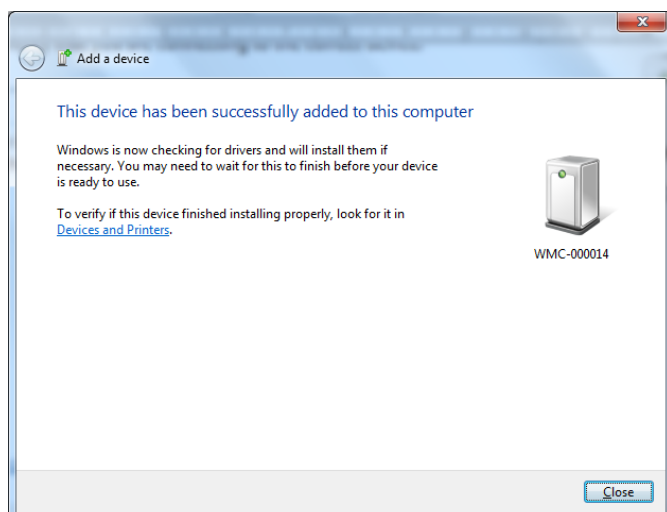 Add a device
This device has been successfully added to this computer
Windows is now checking for drivers and will install them if
necessary. You may need to wait for this to finish before your device
is ready to use.
To verify if this device finished installing properly, look for it in
Devices and Printers.
WMC-000014
Close